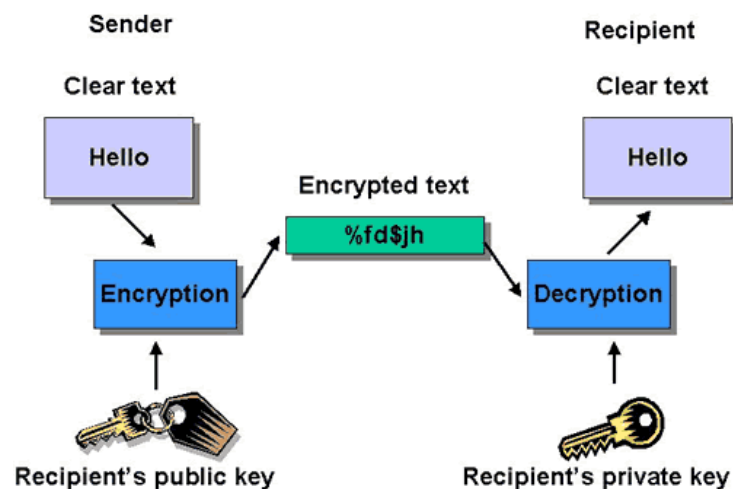 Sender
Recipient
Clear text
Clear text
Hello
Hello
Encrypted text
%fd$jh
Encryption
Decryption
Recipient's public key
Recipient's private key